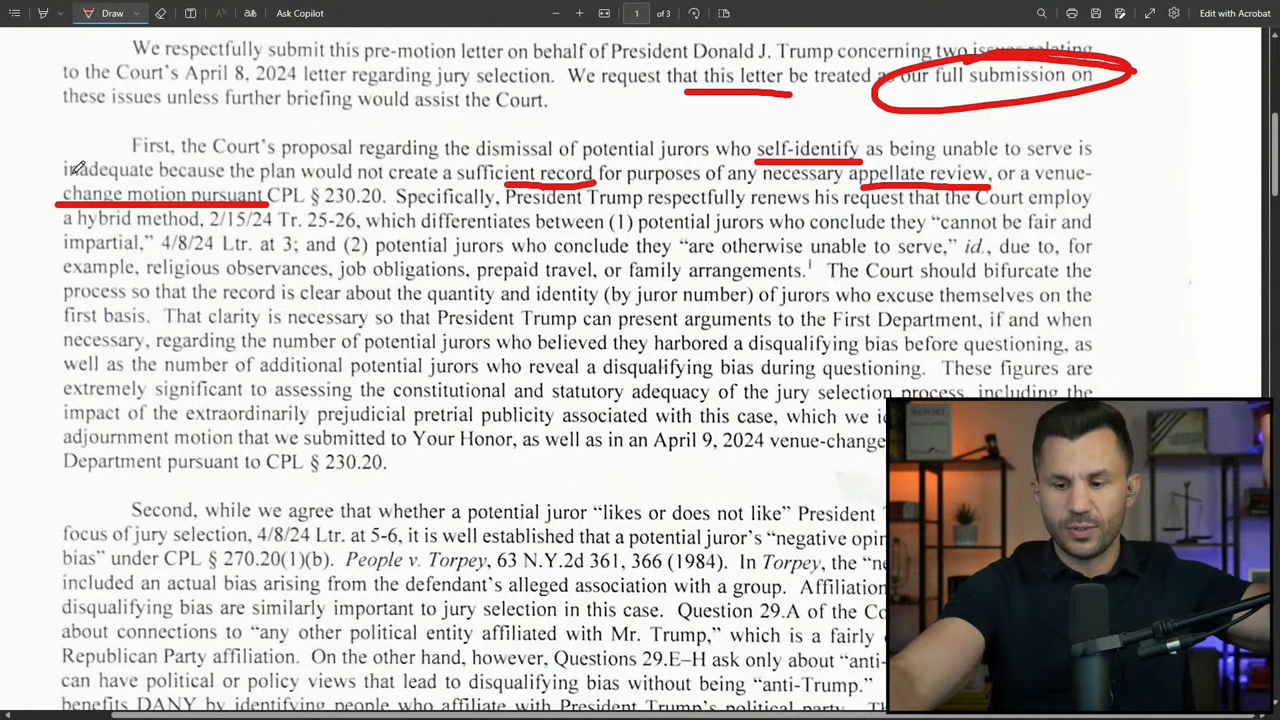 Draw
Ask Copilot
1
of 3
Edit with Acrobat
We respectfully submit this pre-motion letter on behalf of President Donald J. Trump concerning two issues relating
to the Court's April 8, 2024 letter regarding jury selection. We request that this letter be treated as our full submission on
these issues unless further briefing would assist the Court.
First, the Court's proposal regarding the dismissal of potential jurors who self-identify as being unable to serve is
inadequate because the plan would not create a sufficient record for purposes of any necessary appellate review, or a venue-
change motion pursuant CPL § 230.20. Specifically, President Trump respectfully renews his request that the Court employ
a hybrid method, 2/15/24 Tr. 25-26, which differentiates between (1) potential jurors who conclude they “cannot be fair and
impartial,” 4/8/24 Ltr. at 3; and (2) potential jurors who conclude they “are otherwise unable to serve,” id., due to, for
example, religious observances, job obligations, prepaid travel, or family arrangements.1 The Court should bifurcate the
process so that the record is clear about the quantity and identity (by juror number) of jurors who excuse themselves on the
first basis. That clarity is necessary so that President Trump can present arguments to the First Department, if and when
necessary, regarding the number of potential jurors who believed they harbored a disqualifying bias before questioning, as
well as the number of additional potential jurors who reveal a disqualifying bias during questioning. These figures are
extremely significant to assessing the constitutional and statutory adequacy of the jury selection process, including the
impact of the extraordinarily prejudicial pretrial publicity associated with this case, which we
adjournment motion that we submitted to Your Honor, as well as in an April 9, 2024 venue-change
Department pursuant to CPL § 230.20.
Second, while we agree that whether a potential juror “likes or does not like” President
focus of jury selection, 4/8/24 Ltr. at 5-6, it is well established that a potential juror's “negative
bias” under CPL § 270.20(1)(b). People v. Torpey, 63 N.Y.2d 361, 366 (1984). In Torpey, the
included an actual bias arising from the defendant's alleged association with a group.
disqualifying bias are similarly important to jury selection in this case. Question 29.A of the
about connections to “any other political entity affiliated with Mr. Trump,” which is a fairly
Republican Party affiliation. On the other hand, however, Questions 29.E–H ask only about “anti-
can have political or policy views that lead to disqualifying bias without being “anti-Trump.”
benefits DANY by identifying people who affiliate with President Trump's political party.